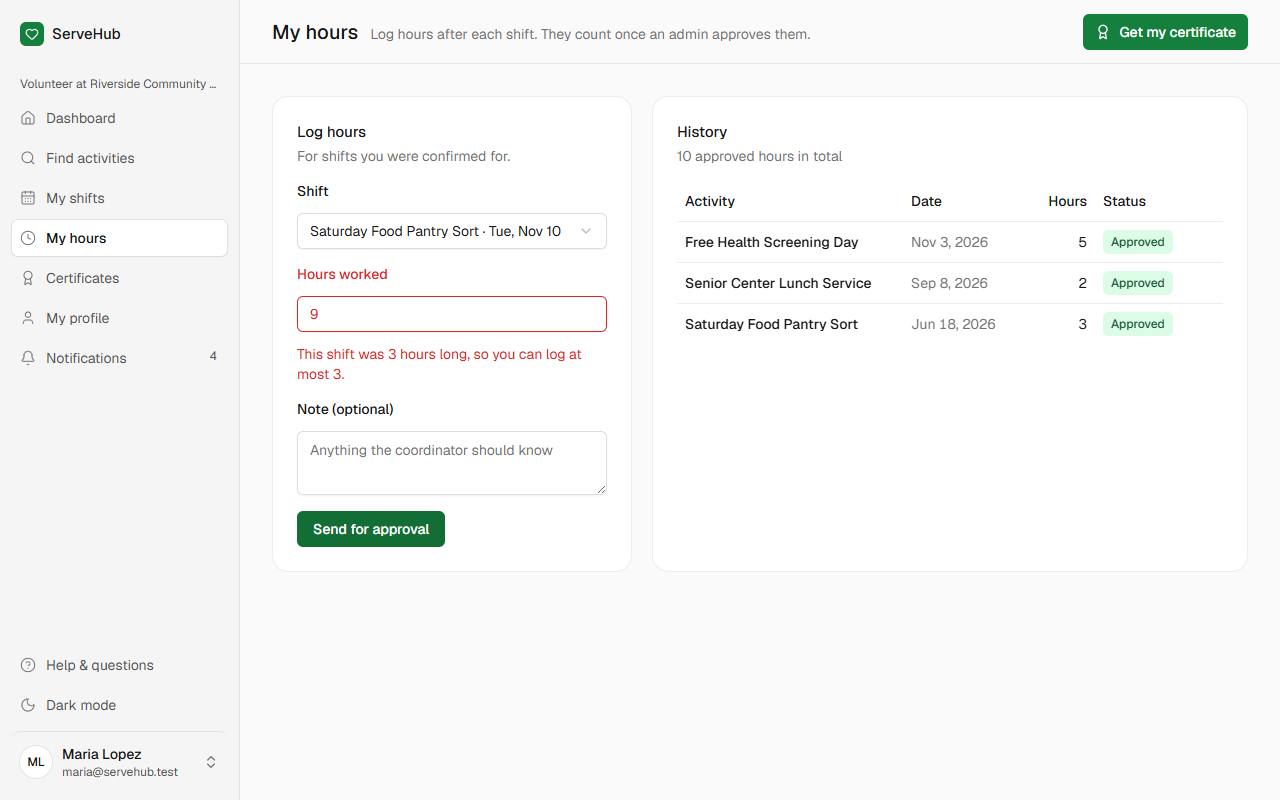 ServeHub
Volunteer at Riverside Community ...
Dashboard
Find activities
My shifts
My hours
Certificates
My profile
Notifications 4
Help & questions
Dark mode
ML
Maria Lopez
maria@servehub.test
My hours Log hours after each shift. They count once an admin approves them.
Get my certificate
Log hours
For shifts you were confirmed for.
Shift
Saturday Food Pantry Sort · Tue, Nov 10
Hours worked
9
This shift was 3 hours long, so you can log at
most 3.
Note (optional)
Anything the coordinator should know
Send for approval
History
10 approved hours in total
Activity Date Hours Status
Free Health Screening Day Nov 3, 2026 5 Approved
Senior Center Lunch Service Sep 8, 2026 2 Approved
Saturday Food Pantry Sort Jun 18, 2026 3 Approved